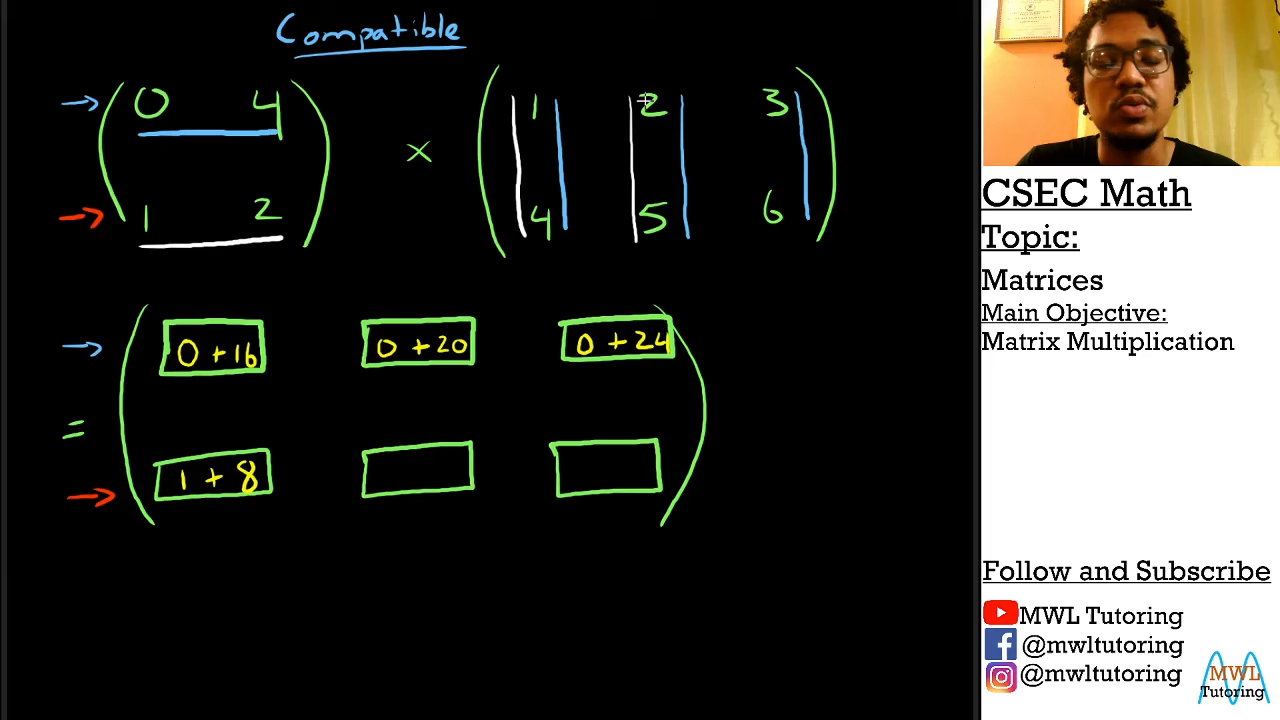 Compatible
→ ( 0 4 ) × ( 1 2 3 )
→ ( 1 2 ) ( 4 5 6 )
→ ( 0 + 16 0 + 20 0 + 24 )
=
→ ( 1 + 8 )
CSEC Math
Topic:
Matrices
Main Objective:
Matrix Multiplication
Follow and Subscribe
MWL Tutoring
@mwltutoring
@mwltutoring
MWL
Tutoring